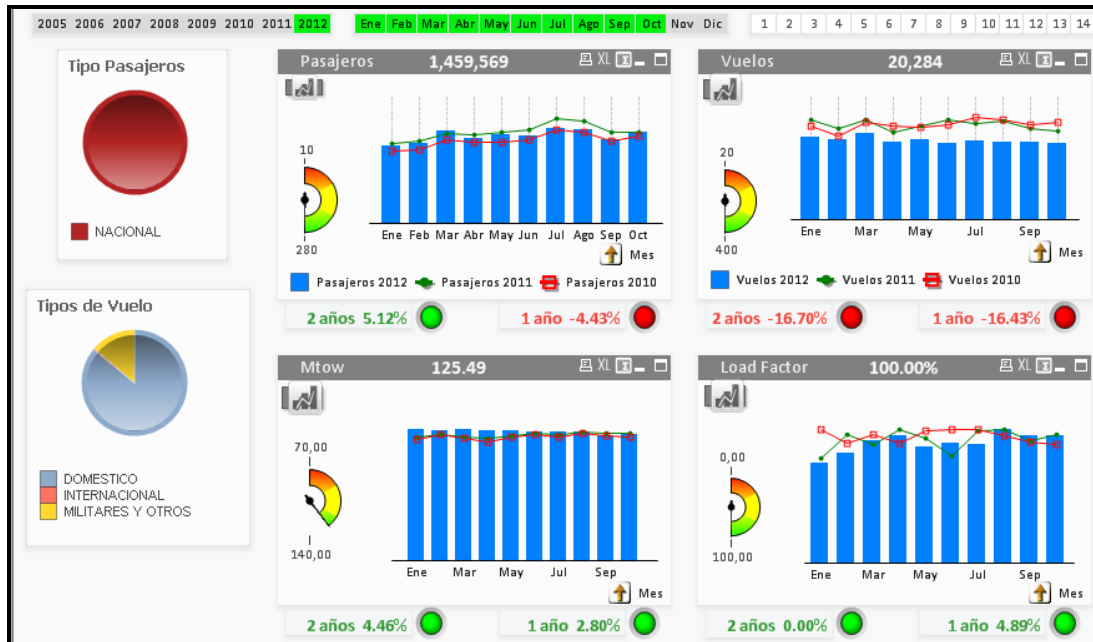 2005 2006 2007 2008 2009 2010 2011 2012 Ene Feb Mar Abr May Jun Jul Ago Sep Oct Nov Dic 1 2 3 4 5 6 7 8 9 10 11 12 13 14
Tipo Pasajeros
NACIONAL
Tipos de Vuelo
DOMESTICO
INTERNACIONAL
MILITARES Y OTROS
Pasajeros 1,459,569 XL
10
280
Ene Feb Mar Abr May Jun Jul Ago Sep Oct
Mes
Pasajeros 2012 Pasajeros 2011 Pasajeros 2010
2 años 5.12% 1 año -4.43%
Vuelos 20,284 XL
20
400
Ene Mar May Jul Sep
Mes
Vuelos 2012 Vuelos 2011 Vuelos 2010
2 años -16.70% 1 año -16.43%
Mtow 125.49 XL
70,00
140,00
Ene Mar May Jul Sep
Mes
2 años 4.46% 1 año 2.80%
Load Factor 100.00% XL
0,00
100,00
Ene Mar May Jul Sep
Mes
2 años 0.00% 1 año 4.89%